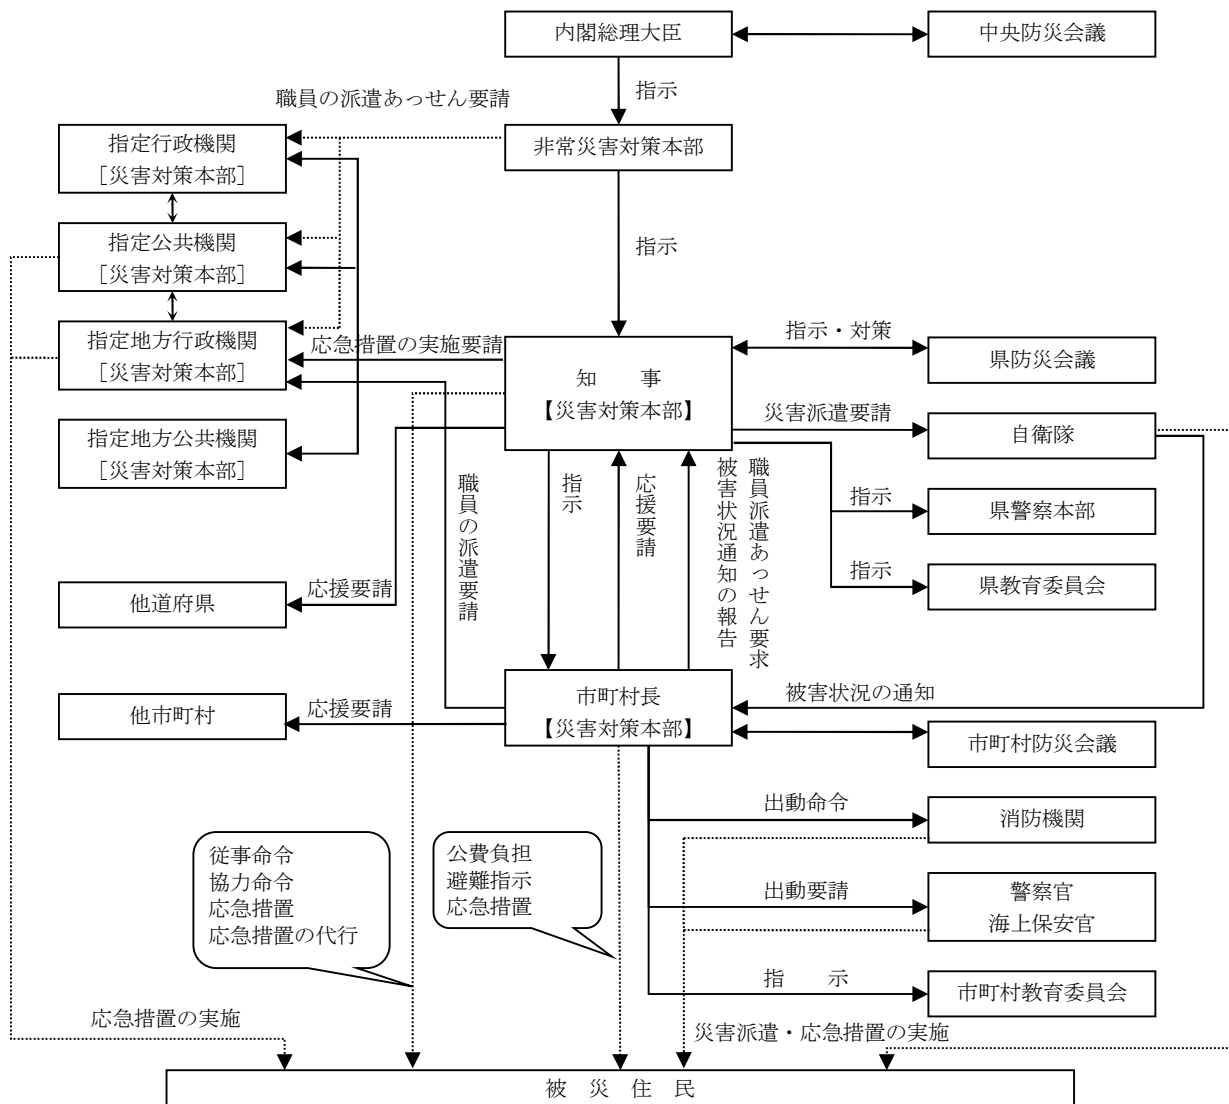 内閣総理大臣
中央防災会議
指示
職員の派遣あっせん要請
指定行政機関
［災害対策本部］
非常災害対策本部
指定公共機関
［災害対策本部］
指示
指定地方行政機関
［災害対策本部］
応急措置の実施要請
知　　事
【災害対策本部】
指示・対策
県防災会議
災害派遣要請
自衛隊
指定地方公共機関
［災害対策本部］
職員の派遣要請
指示
応援要請
職員派遣あっせん要求
被害状況通知の報告
指示
県警察本部
指示
県教育委員会
他道府県
応援要請
市町村長
【災害対策本部】
被害状況の通知
他市町村
応援要請
市町村防災会議
出動命令
消防機関
従事命令
協力命令
応急措置
応急措置の代行
公費負担
避難指示
応急措置
出動要請
警察官
海上保安官
指　　示
市町村教育委員会
応急措置の実施
災害派遣・応急措置の実施
被　災　住　民